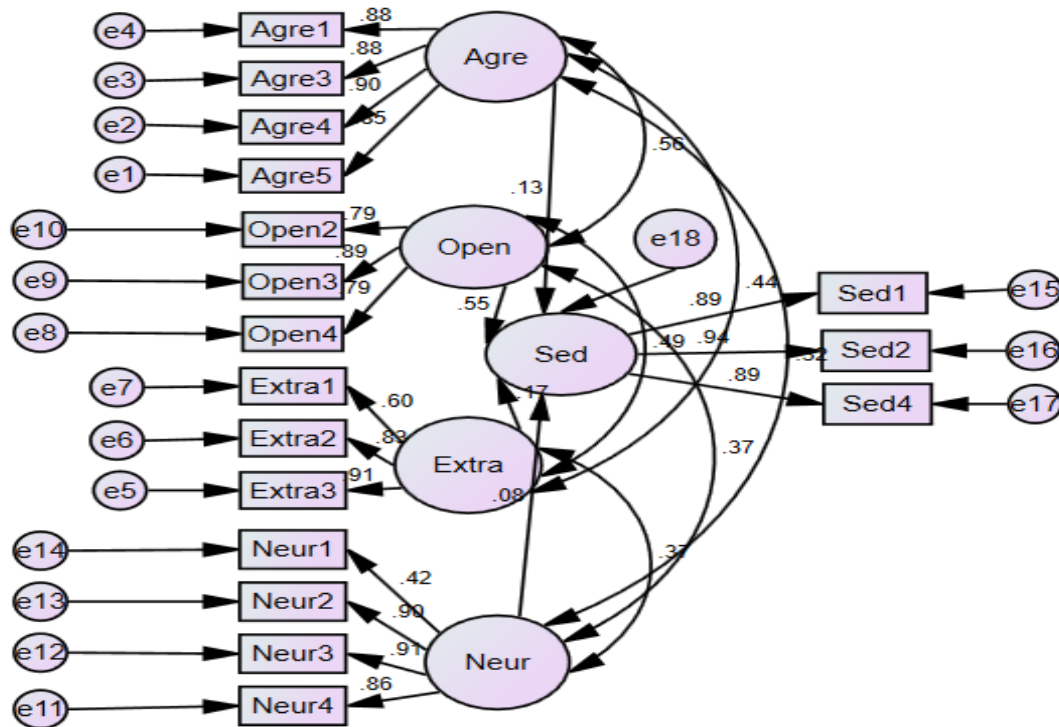 e4 Agre1 .88 Agre
e3 Agre3 .88
e2 Agre4 .90
e1 Agre5 .85
.56
.13
e10 Open2 .79 Open e18
e9 Open3 .89
e8 Open4 .79
.55
Sed
.89 .44 Sed1 e15
.49 .94 .32 Sed2 e16
.89 Sed4 e17
.17
e7 Extra1 .60
e6 Extra2 .83 Extra .37
e5 Extra3 .91
.08
e14 Neur1 .42 .37
e13 Neur2 .90
e12 Neur3 .91 Neur
e11 Neur4 .86